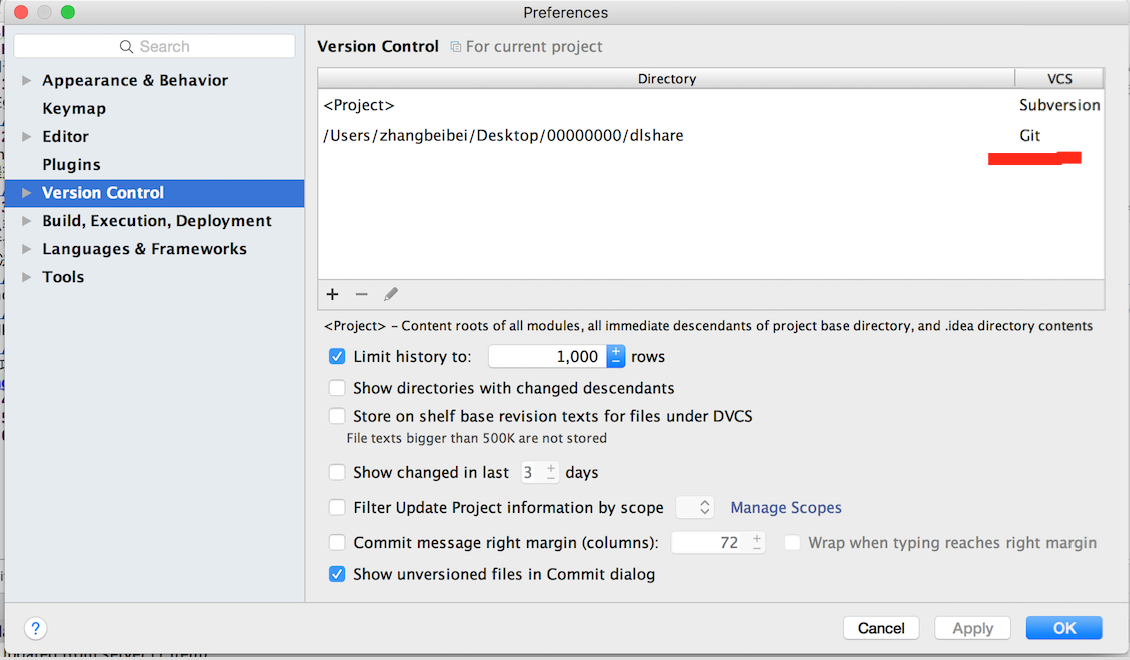 Preferences
Search
Appearance & Behavior
Keymap
Editor
Plugins
Version Control
Build, Execution, Deployment
Languages & Frameworks
Tools
Version Control For current project
Directory VCS
<Project> Subversion
/Users/zhangbeibei/Desktop/00000000/dlshare Git
<Project> – Content roots of all modules, all immediate descendants of project base directory, and .idea directory contents
Limit history to: 1,000 rows
Show directories with changed descendants
Store on shelf base revision texts for files under DVCS
File texts bigger than 500K are not stored
Show changed in last 3 days
Filter Update Project information by scope Manage Scopes
Commit message right margin (columns): 72 Wrap when typing reaches right margin
Show unversioned files in Commit dialog
? Cancel Apply OK